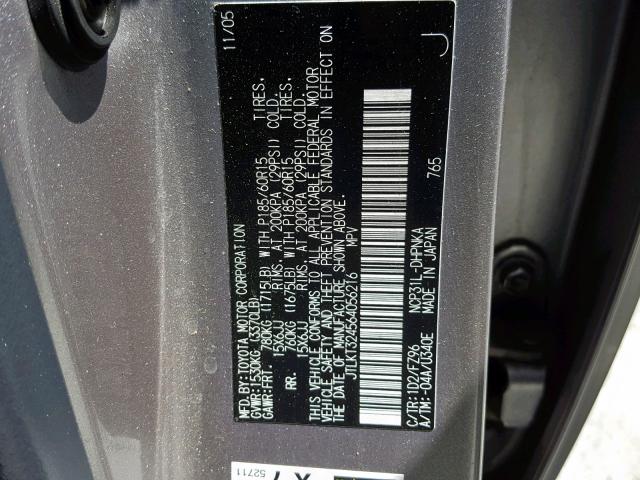 MFD.BY:TOYOTA MOTOR CORPORATION 11/05
GVWR:1530KG (3370LB)
GAWR:FRT. 780KG (1715LB) WITH P185/60R15 TIRES.
15X6JJ RIMS, AT 200KPA (29PSI) COLD.
RR. 760KG (1675LB) WITH P185/60R15 TIRES.
15X6JJ RIMS, AT 200KPA (29PSI) COLD.
THIS VEHICLE CONFORMS TO ALL APPLICABLE FEDERAL MOTOR
VEHICLE SAFETY AND THEFT PREVENTION STANDARDS IN EFFECT ON
THE DATE OF MANUFACTURE SHOWN ABOVE.
JTLKT324564056216 MPV
765
C/TR:1D2/FZ96 NCP31L-DHPNKA
A/TM:-04A/U340E MADE IN JAPAN
J
X 7
52711